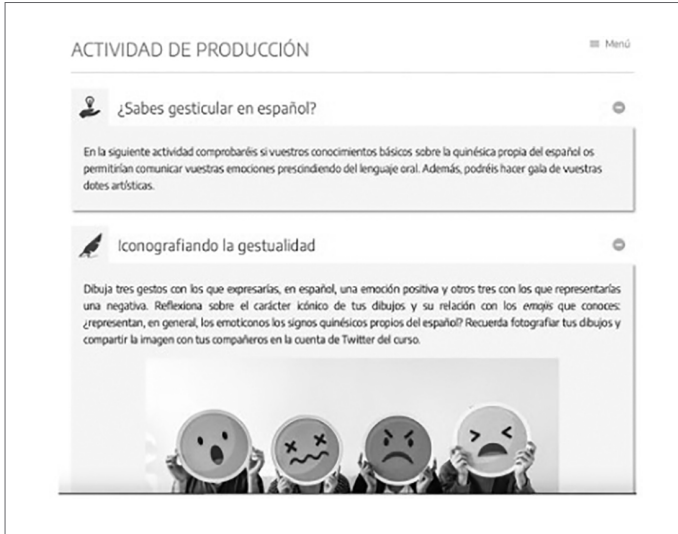 ACTIVIDAD DE PRODUCCIÓN
Menú
¿Sabes gesticular en español?
En la siguiente actividad comprobaréis si vuestros conocimientos básicos sobre la quinésica propia del español os
permitirían comunicar vuestras emociones prescindiendo del lenguaje oral. Además, podréis hacer gala de vuestras
dotes artísticas.
Iconografiando la gestualidad
Dibuja tres gestos con los que expresarías, en español, una emoción positiva y otros tres con los que representarías
una negativa. Reflexiona sobre el carácter icónico de tus dibujos y su relación con los emojis que conoces:
¿representan, en general, los emoticonos los signos quinésicos propios del español? Recuerda fotografiar tus dibujos y
compartir la imagen con tus compañeros en la cuenta de Twitter del curso.